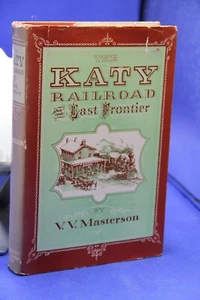 THE
KATY
RAILROAD
AND THE Last Frontier
BY
V.V. Masterson